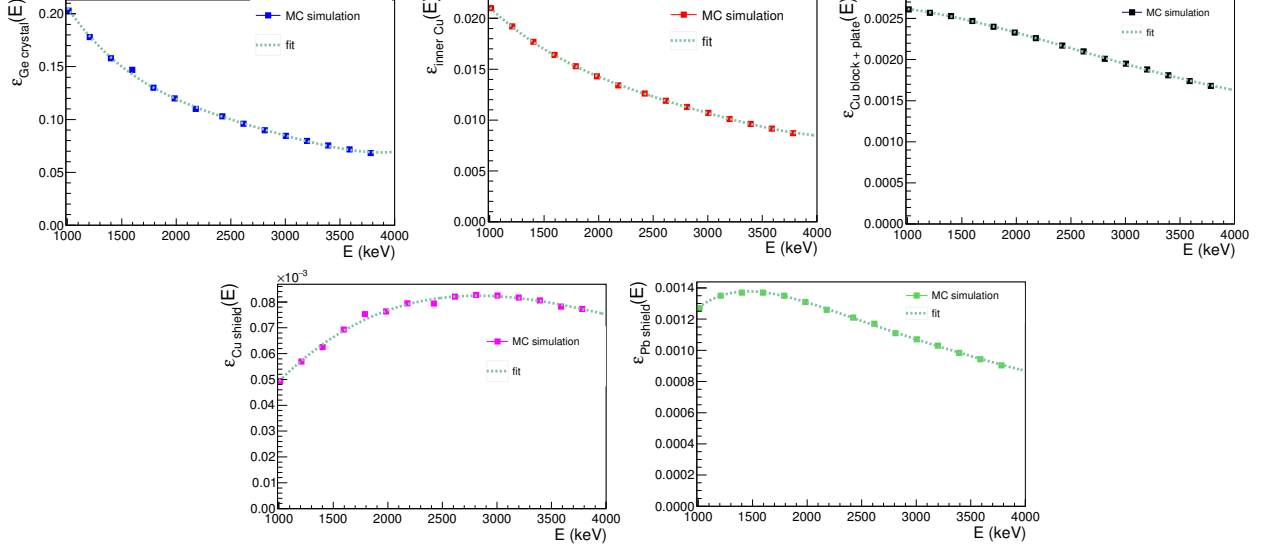 ε_Ge crystal(E)
0.20
0.15
0.10
0.05
0.00
MC simulation
fit
1000 1500 2000 2500 3000 3500 4000
E (keV)
ε_inner Cu(E)
0.020
0.015
0.010
0.005
0.000
MC simulation
fit
1000 1500 2000 2500 3000 3500 4000
E (keV)
ε_Cu block + plate(E)
0.0025
0.0020
0.0015
0.0010
0.0005
0.0000
MC simulation
fit
1000 1500 2000 2500 3000 3500 4000
E (keV)
×10⁻³
ε_Cu shield(E)
0.08
0.07
0.06
0.05
0.04
0.03
0.02
0.01
0.00
MC simulation
fit
1000 1500 2000 2500 3000 3500 4000
E (keV)
ε_Pb shield(E)
0.0014
0.0012
0.0010
0.0008
0.0006
0.0004
0.0002
0.0000
MC simulation
fit
1000 1500 2000 2500 3000 3500 4000
E (keV)